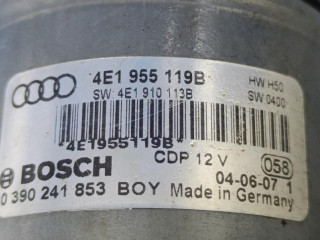 4E1 955 119B HW H50
SW: 4E1 910 113B SW 0400
*4E1955119B*
BOSCH CDP 12 V 058
0 390 241 853 BOY 04-06-07 1
Made in Germany